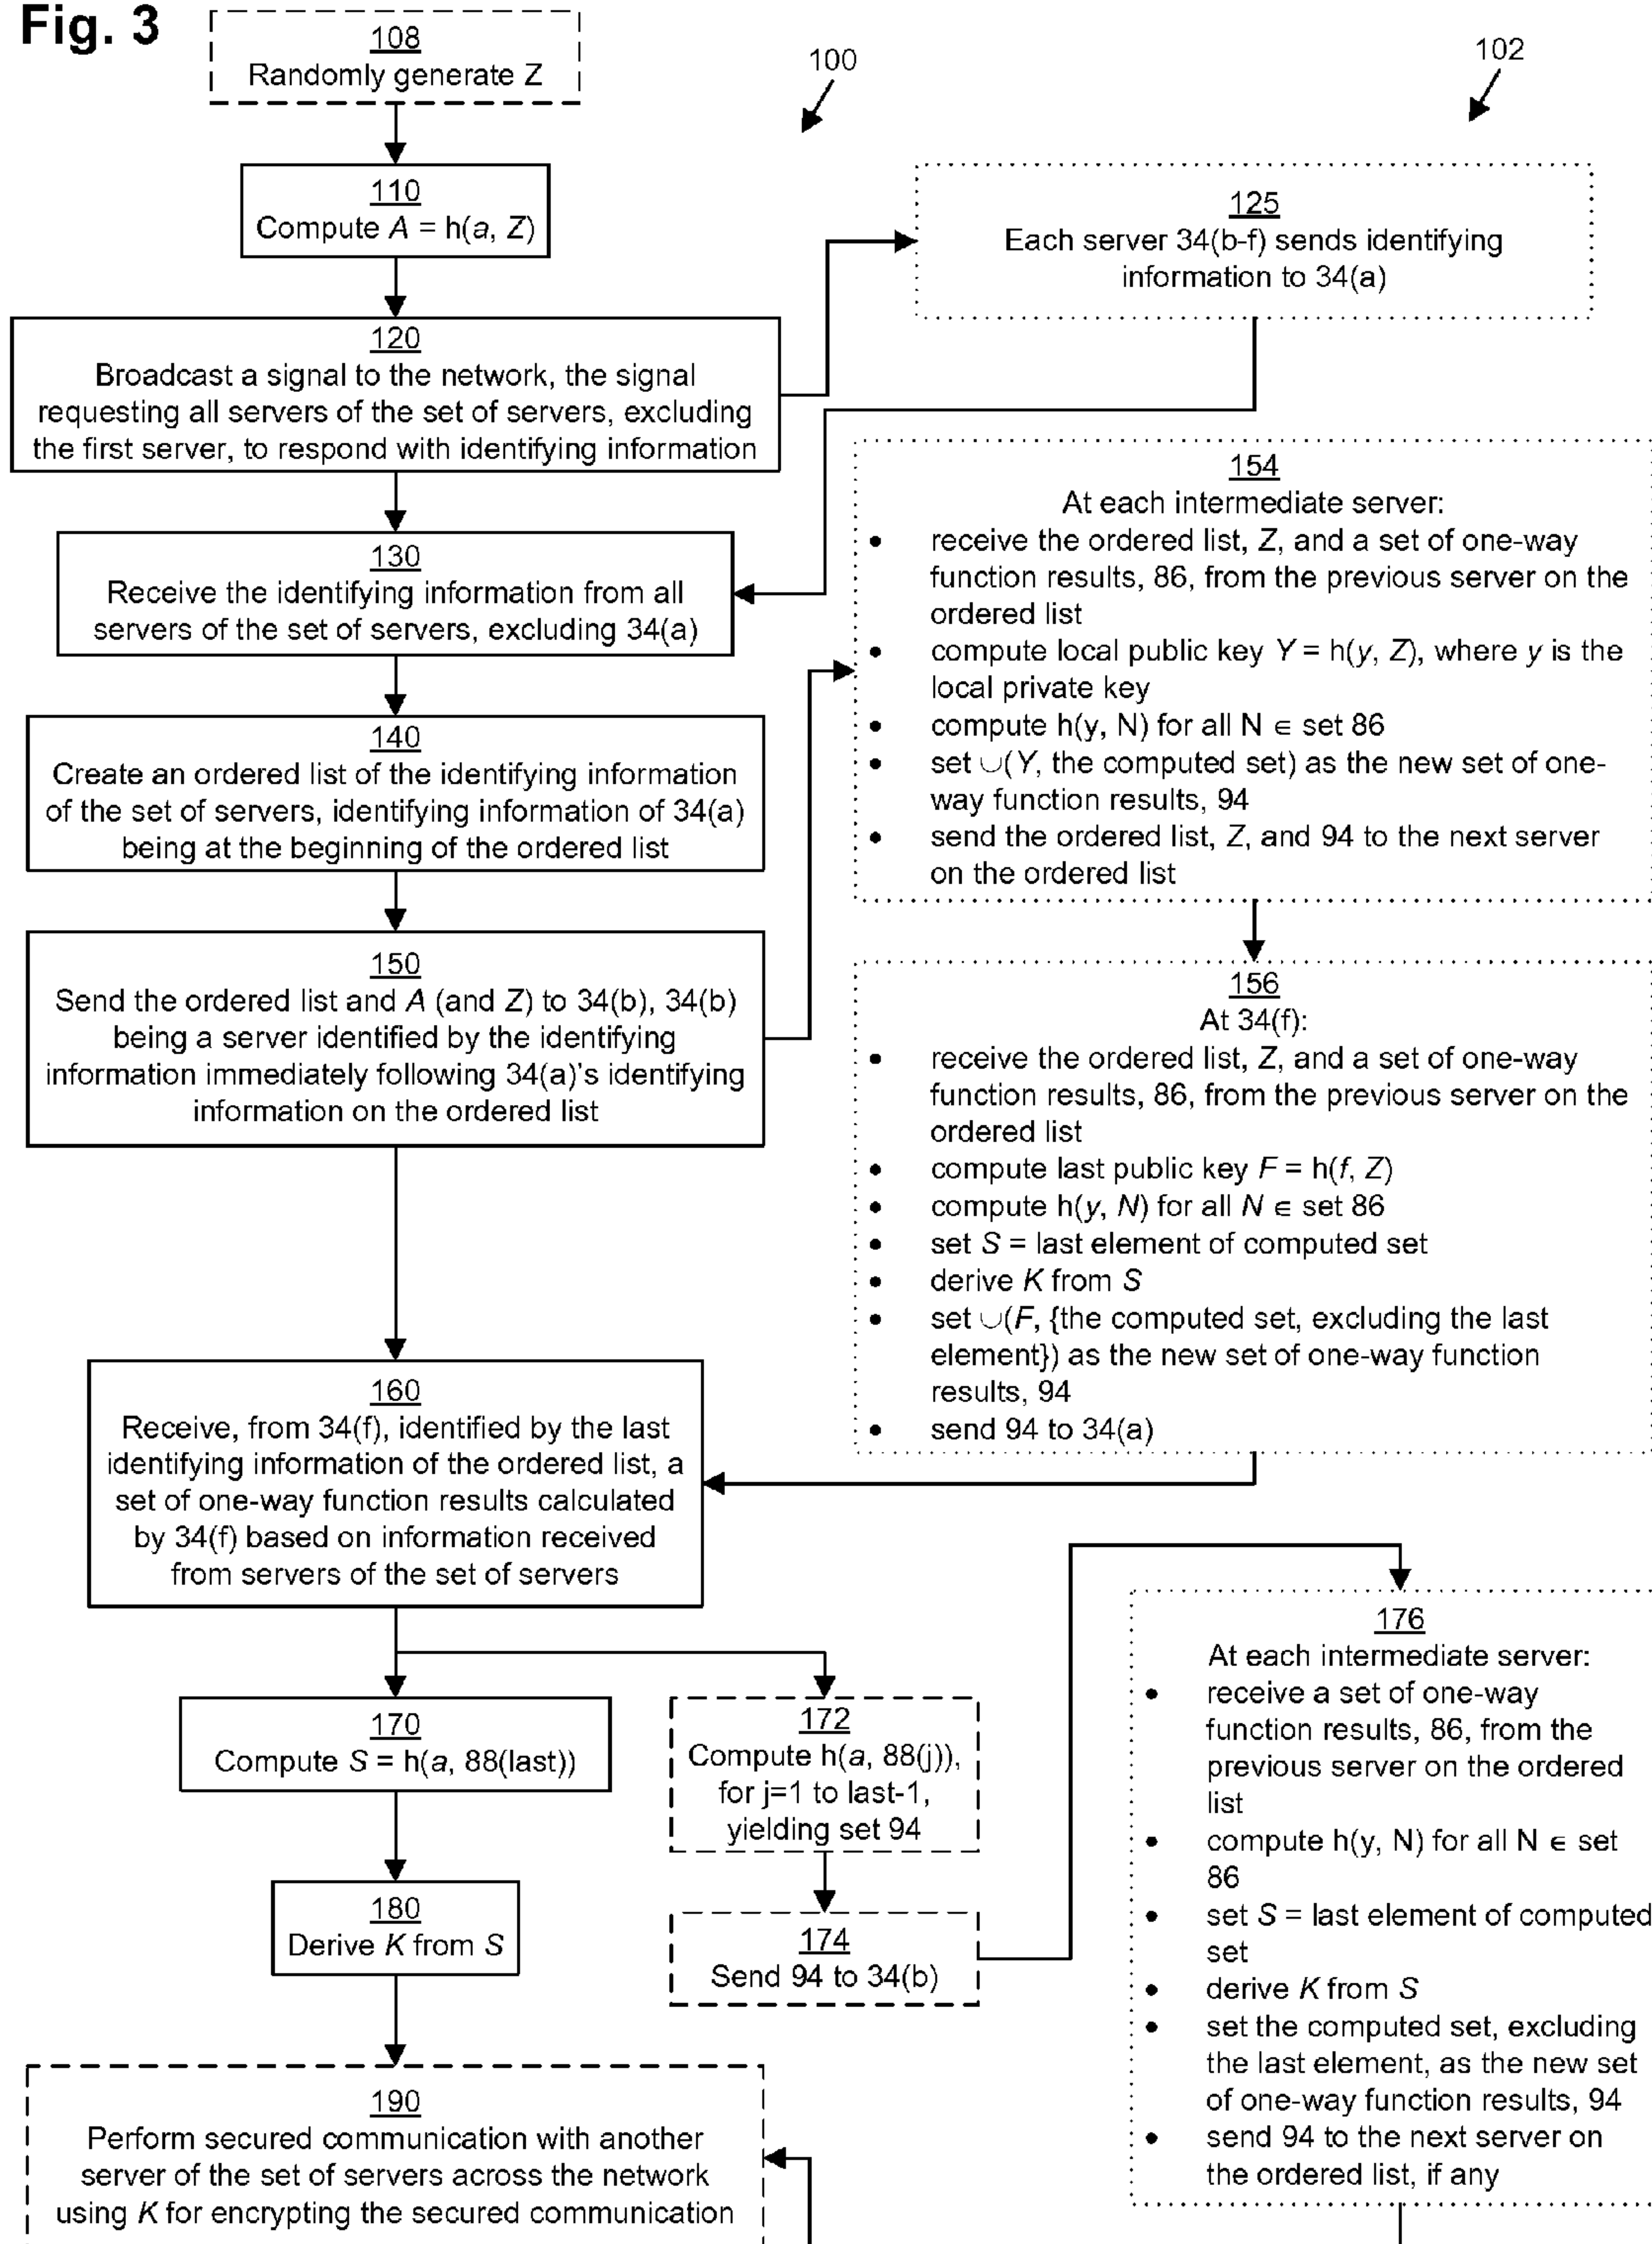 Fig. 3
108
Randomly generate Z
100
102
110
Compute A = h(a, Z)
125
Each server 34(b-f) sends identifying
information to 34(a)
120
Broadcast a signal to the network, the signal
requesting all servers of the set of servers, excluding
the first server, to respond with identifying information
130
Receive the identifying information from all
servers of the set of servers, excluding 34(a)
140
Create an ordered list of the identifying information
of the set of servers, identifying information of 34(a)
being at the beginning of the ordered list
150
Send the ordered list and A (and Z) to 34(b), 34(b)
being a server identified by the identifying
information immediately following 34(a)'s identifying
information on the ordered list
154
At each intermediate server:
• receive the ordered list, Z, and a set of one-way
function results, 86, from the previous server on the
ordered list
• compute local public key Y = h(y, Z), where y is the
local private key
• compute h(y, N) for all N ∈ set 86
• set ∪(Y, the computed set) as the new set of one-
way function results, 94
• send the ordered list, Z, and 94 to the next server
on the ordered list
156
At 34(f):
• receive the ordered list, Z, and a set of one-way
function results, 86, from the previous server on the
ordered list
• compute last public key F = h(f, Z)
• compute h(y, N) for all N ∈ set 86
• set S = last element of computed set
• derive K from S
• set ∪(F, {the computed set, excluding the last
element}) as the new set of one-way function
results, 94
• send 94 to 34(a)
160
Receive, from 34(f), identified by the last
identifying information of the ordered list, a
set of one-way function results calculated
by 34(f) based on information received
from servers of the set of servers
170
Compute S = h(a, 88(last))
172
Compute h(a, 88(j)),
for j=1 to last-1,
yielding set 94
174
Send 94 to 34(b)
176
At each intermediate server:
• receive a set of one-way
function results, 86, from the
previous server on the ordered
list
• compute h(y, N) for all N ∈ set
86
• set S = last element of computed
set
• derive K from S
• set the computed set, excluding
the last element, as the new set
of one-way function results, 94
• send 94 to the next server on
the ordered list, if any
180
Derive K from S
190
Perform secured communication with another
server of the set of servers across the network
using K for encrypting the secured communication